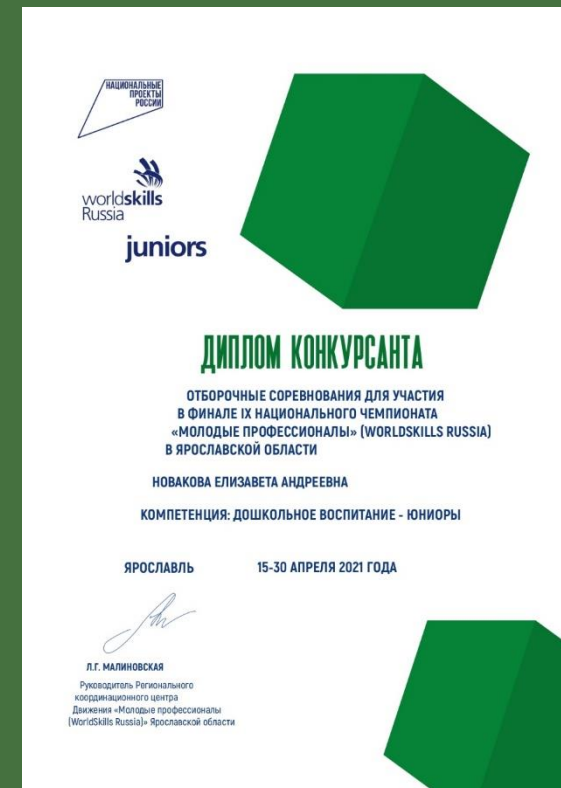 НАЦИОНАЛЬНЫЕ
ПРОЕКТЫ
РОССИИ
worldskills
Russia
juniors
ДИПЛОМ КОНКУРСАНТА
ОТБОРОЧНЫЕ СОРЕВНОВАНИЯ ДЛЯ УЧАСТИЯ
В ФИНАЛЕ IX НАЦИОНАЛЬНОГО ЧЕМПИОНАТА
«МОЛОДЫЕ ПРОФЕССИОНАЛЫ» (WORLDSKILLS RUSSIA)
В ЯРОСЛАВСКОЙ ОБЛАСТИ
НОВАКОВА ЕЛИЗАВЕТА АНДРЕЕВНА
КОМПЕТЕНЦИЯ: ДОШКОЛЬНОЕ ВОСПИТАНИЕ - ЮНИОРЫ
ЯРОСЛАВЛЬ 15-30 АПРЕЛЯ 2021 ГОДА
Л.Г. МАЛИНОВСКАЯ
Руководитель Регионального
координационного центра
Движения «Молодые профессионалы
(WorldSkills Russia)» Ярославской области